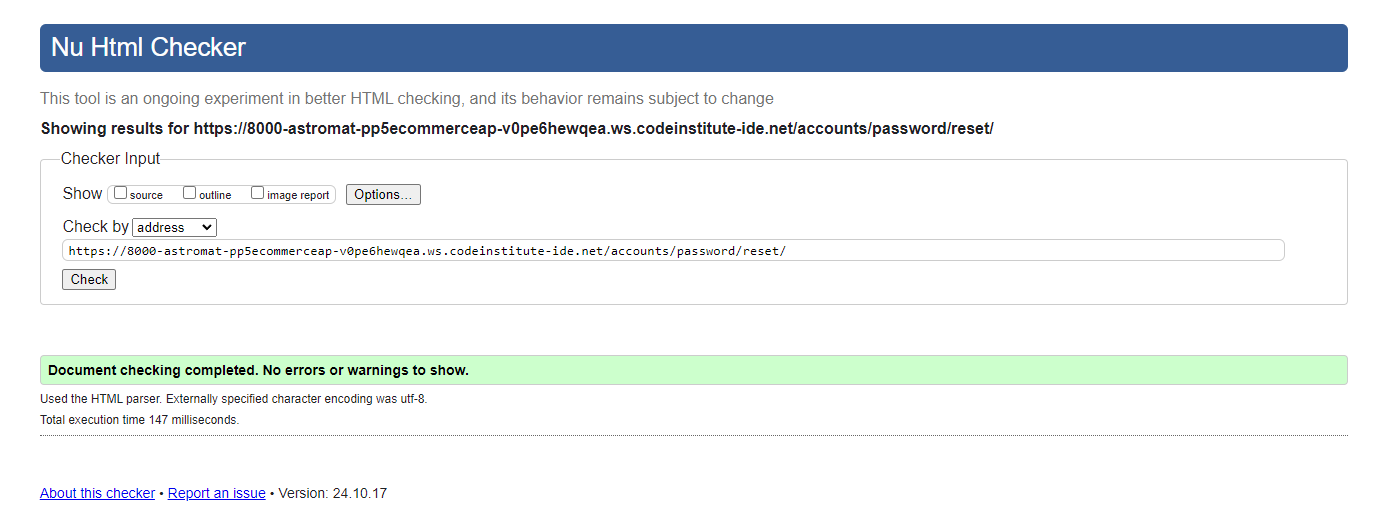 Nu Html Checker
This tool is an ongoing experiment in better HTML checking, and its behavior remains subject to change
Showing results for https://8000-astromat-pp5ecommerceap-v0pe6hewqea.ws.codeinstitute-ide.net/accounts/password/reset/
Checker Input
Show source outline image report Options...
Check by address
https://8000-astromat-pp5ecommerceap-v0pe6hewqea.ws.codeinstitute-ide.net/accounts/password/reset/
Check
Document checking completed. No errors or warnings to show.
Used the HTML parser. Externally specified character encoding was utf-8.
Total execution time 147 milliseconds.
About this checker • Report an issue • Version: 24.10.17